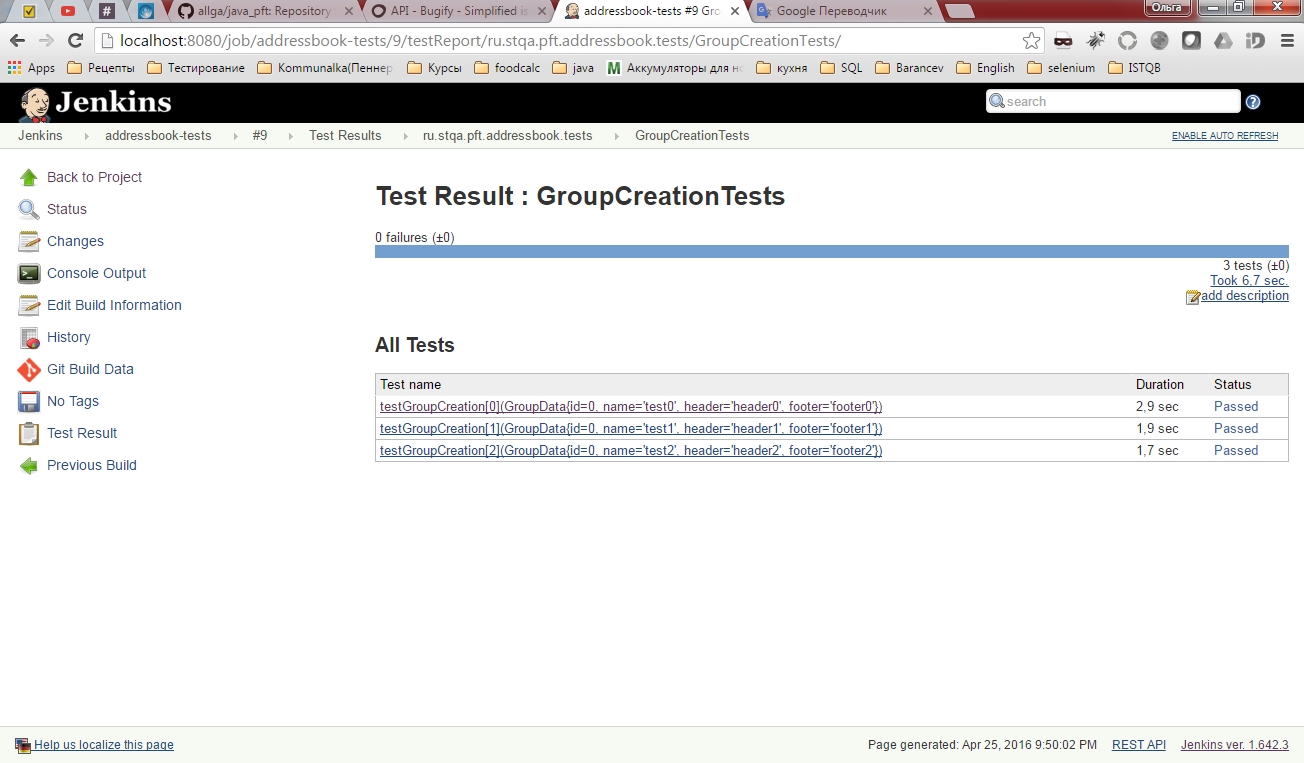 allga/java_pft: Repository
API - Bugify - Simplified is
addressbook-tests #9 Gro
Google Переводчик
Ольга
localhost:8080/job/addressbook-tests/9/testReport/ru.stqa.pft.addressbook.tests/GroupCreationTests/
Apps Рецепты Тестирование Kommunalka(Пеннер Курсы foodcalc java M Аккумуляторы для но кухня SQL Barancev English selenium ISTQB
Jenkins
search
Jenkins addressbook-tests #9 Test Results ru.stqa.pft.addressbook.tests GroupCreationTests
ENABLE AUTO REFRESH
Back to Project
Status
Changes
Console Output
Edit Build Information
History
Git Build Data
No Tags
Test Result
Previous Build
Test Result : GroupCreationTests
0 failures (±0)
3 tests (±0)
Took 6.7 sec.
add description
All Tests
Test name Duration Status
testGroupCreation[0](GroupData{id=0, name='test0', header='header0', footer='footer0'}) 2,9 sec Passed
testGroupCreation[1](GroupData{id=0, name='test1', header='header1', footer='footer1'}) 1,9 sec Passed
testGroupCreation[2](GroupData{id=0, name='test2', header='header2', footer='footer2'}) 1,7 sec Passed
Help us localize this page
Page generated: Apr 25, 2016 9:50:02 PM REST API Jenkins ver. 1.642.3